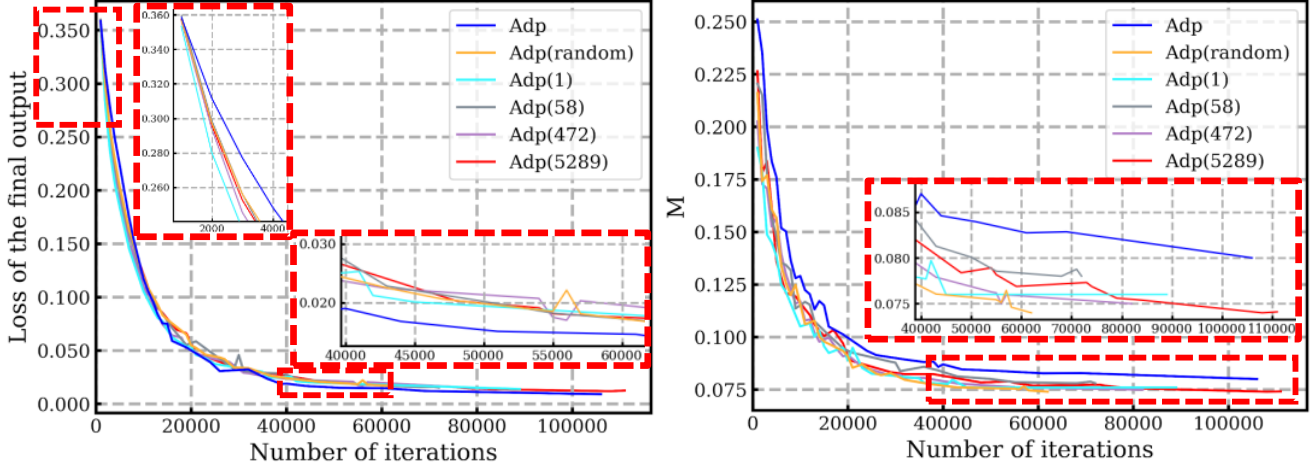 Loss of the final output
0.350
0.300
0.250
0.200
0.150
0.100
0.050
0.000
0 20000 40000 60000 80000 100000
Number of iterations
0.360
0.340
0.320
0.300
0.280
0.260
2000 4000
Adp
Adp(random)
Adp(1)
Adp(58)
Adp(472)
Adp(5289)
0.030
0.020
40000 45000 50000 55000 60000
M
0.250
0.225
0.200
0.175
0.150
0.125
0.100
0.075
0 20000 40000 60000 80000 100000
Number of iterations
Adp
Adp(random)
Adp(1)
Adp(58)
Adp(472)
Adp(5289)
0.085
0.080
0.075
40000 50000 60000 70000 80000 90000 100000 110000